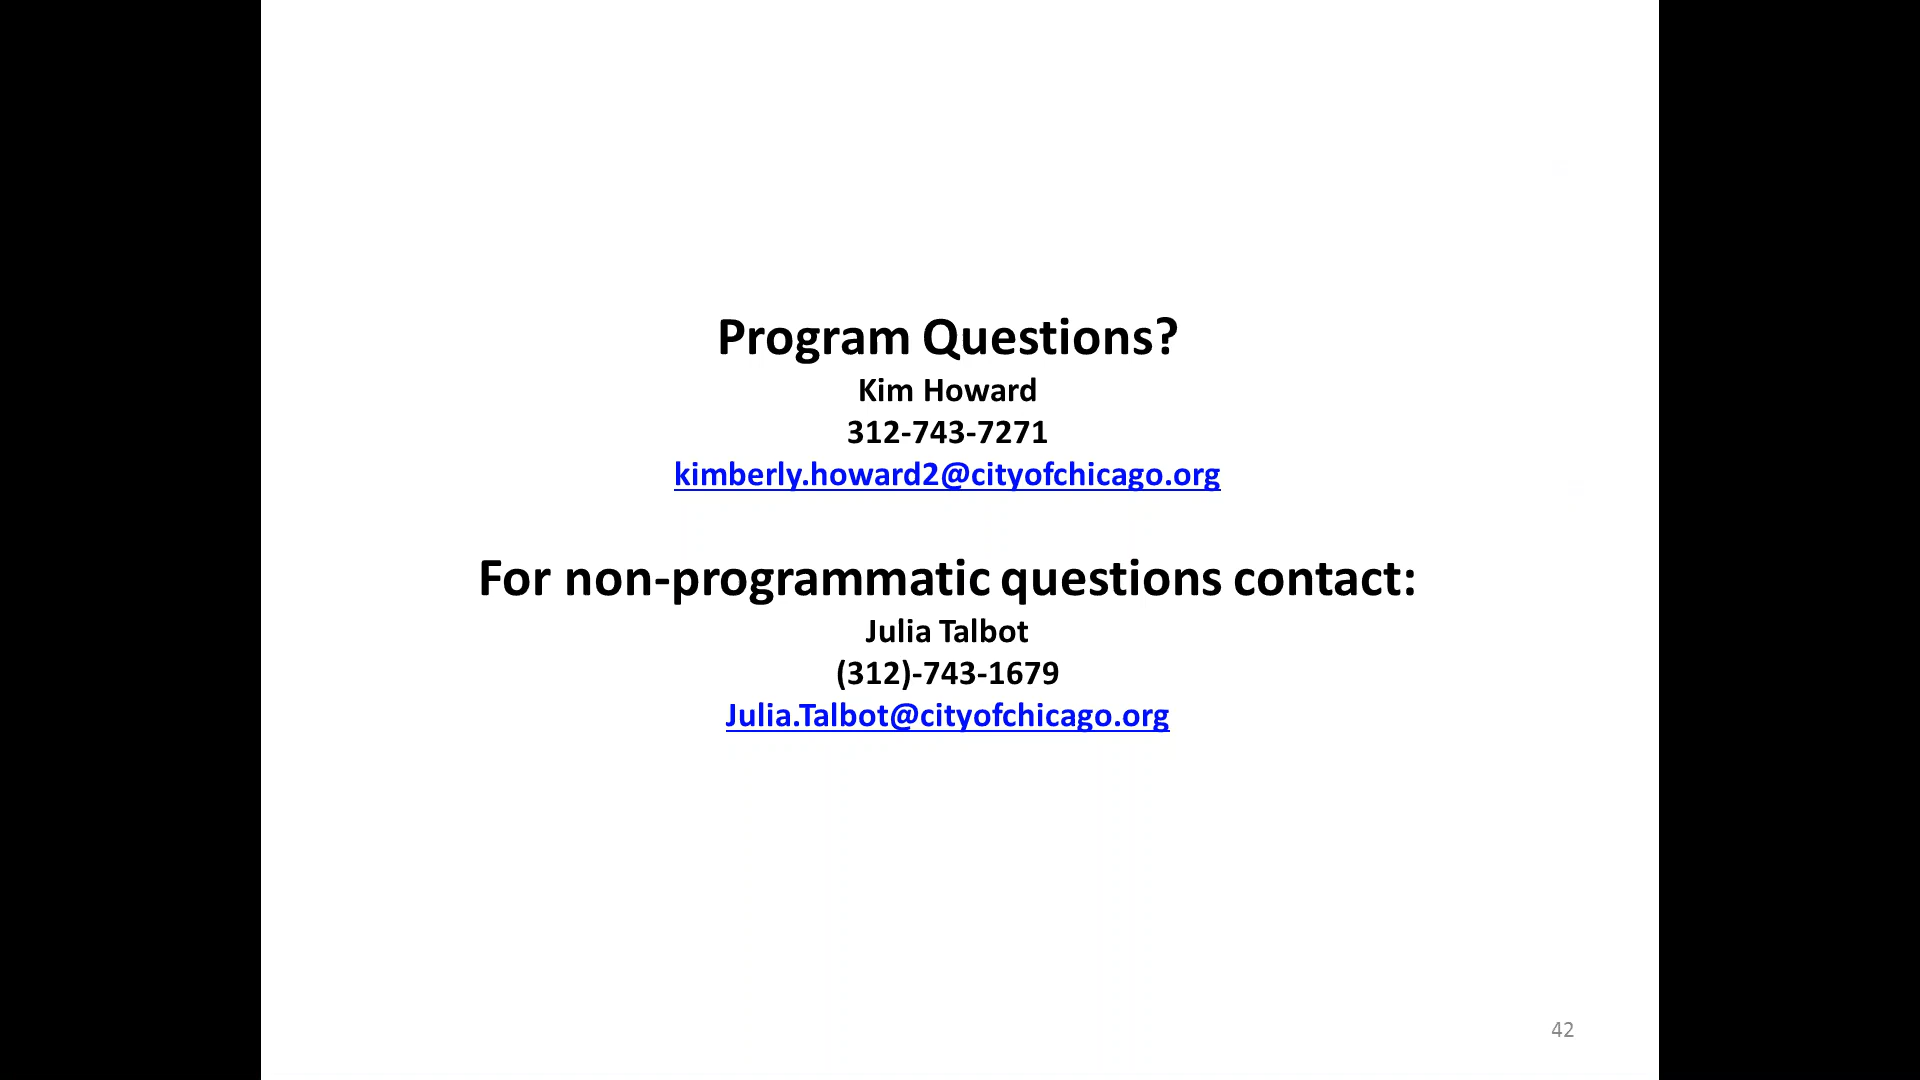 Program Questions?
Kim Howard
312-743-7271
kimberly.howard2@cityofchicago.org
For non-programmatic questions contact:
Julia Talbot
(312)-743-1679
Julia.Talbot@cityofchicago.org
42